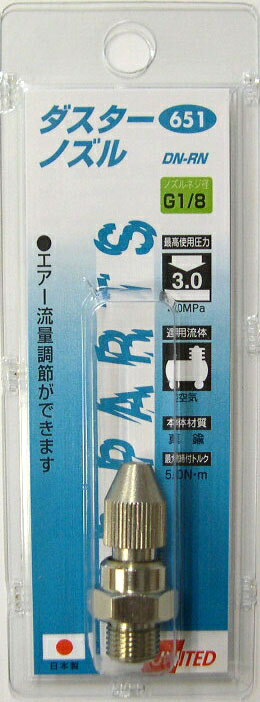 ダスター
ノズル
651
DN-RN
ノズルネジ径
G1/8
●エアー流量調節ができます
最高使用圧力
3.0
適用流体
空気
本体材質
真鍮
最大締付トルク
5.0N·m
PARTS
日本製